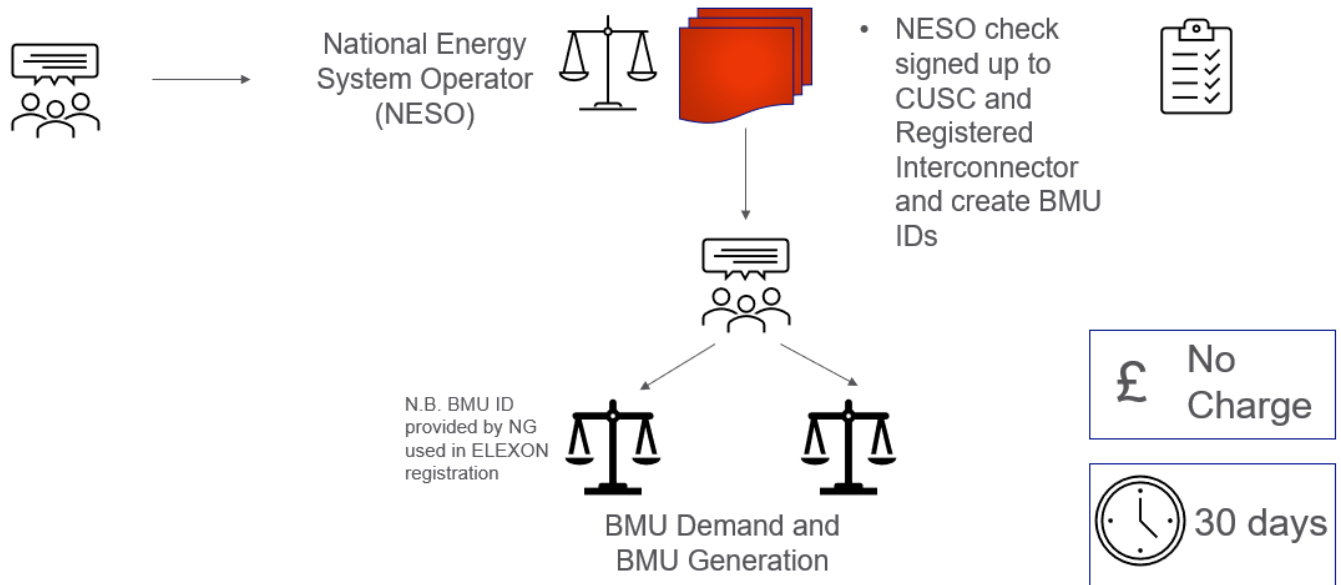 National Energy
System Operator
(NESO)
• NESO check
signed up to
CUSC and
Registered
Interconnector
and create BMU
IDs
N.B. BMU ID
provided by NG
used in ELEXON
registration
BMU Demand and
BMU Generation
£ No
Charge
30 days